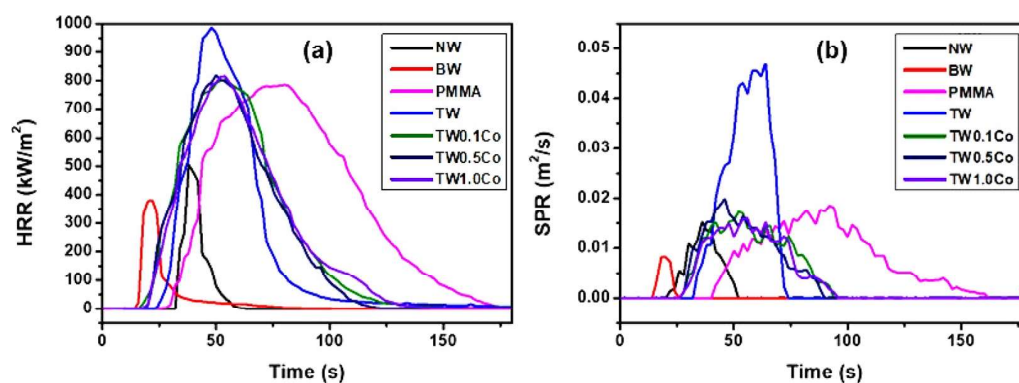 (a)
HRR (kW/m²)
1000
900
800
700
600
500
400
300
200
100
0
NW
BW
PMMA
TW
TW0.1Co
TW0.5Co
TW1.0Co
0 50 100 150
Time (s)
(b)
SPR (m²/s)
0.05
0.04
0.03
0.02
0.01
0.00
NW
BW
PMMA
TW
TW0.1Co
TW0.5Co
TW1.0Co
0 50 100 150
Time (s)